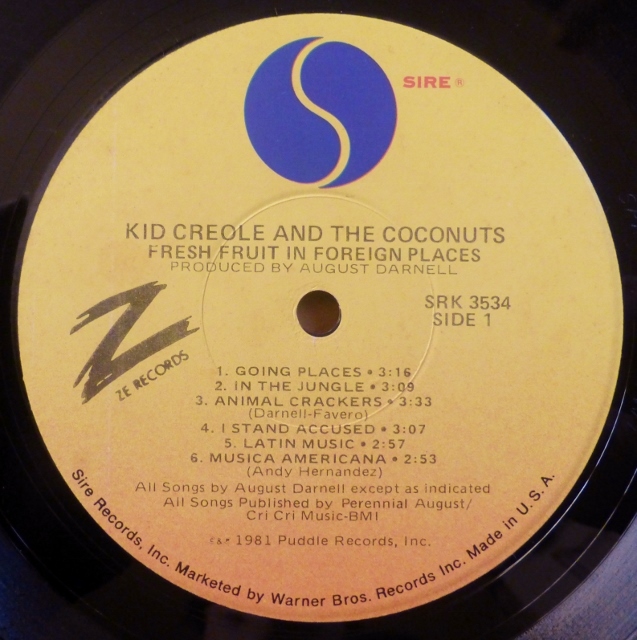 SIRE ®
KID CREOLE AND THE COCONUTS
FRESH FRUIT IN FOREIGN PLACES
PRODUCED BY AUGUST DARNELL
SRK 3534
SIDE 1
Z
ZE RECORDS
1. GOING PLACES • 3:16
2. IN THE JUNGLE • 3:09
3. ANIMAL CRACKERS • 3:33
(Darnell-Favero)
4. I STAND ACCUSED • 3:07
5. LATIN MUSIC • 2:57
6. MUSICA AMERICANA • 2:53
(Andy Hernandez)
All Songs by August Darnell except as indicated
All Songs Published by Perennial August/
Cri Cri Music-BMI
℗&© 1981 Puddle Records, Inc.
Sire Records, Inc. Marketed by Warner Bros. Records Inc. Made in U.S.A.